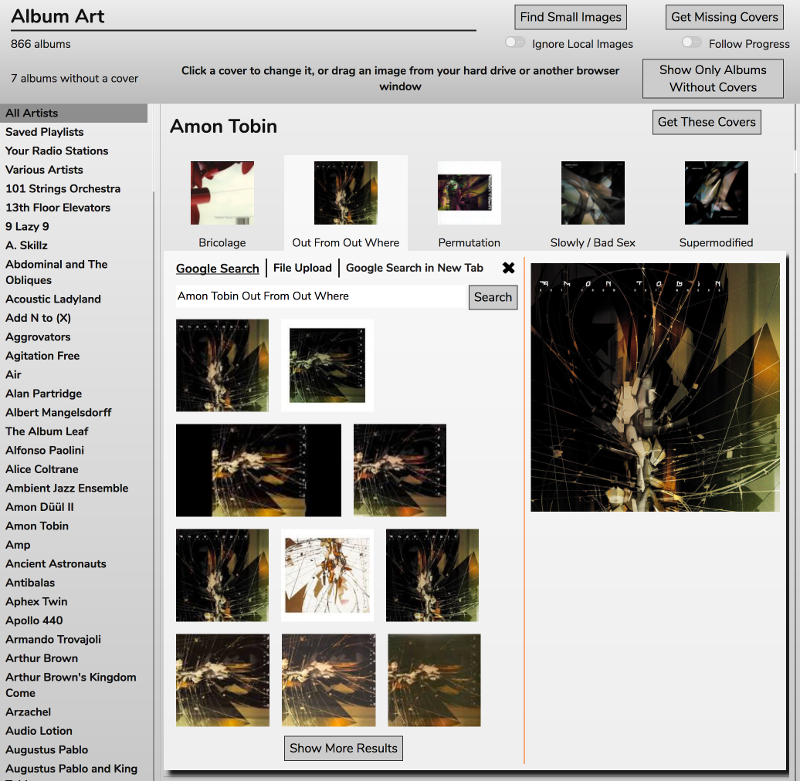 Album Art
Find Small Images
Get Missing Covers
866 albums
Ignore Local Images
Follow Progress
7 albums without a cover
Click a cover to change it, or drag an image from your hard drive or another browser
window
Show Only Albums
Without Covers
All Artists
Saved Playlists
Your Radio Stations
Various Artists
101 Strings Orchestra
13th Floor Elevators
9 Lazy 9
A. Skillz
Abdominal and The
Obliques
Acoustic Ladyland
Add N to (X)
Aggrovators
Agitation Free
Air
Alan Partridge
Albert Mangelsdorff
The Album Leaf
Alfonso Paolini
Alice Coltrane
Ambient Jazz Ensemble
Amon Düül II
Amon Tobin
Amp
Ancient Astronauts
Antibalas
Aphex Twin
Apollo 440
Armando Trovajoli
Arthur Brown
Arthur Brown's Kingdom
Come
Arzachel
Audio Lotion
Augustus Pablo
Augustus Pablo and King
Amon Tobin
Get These Covers
Bricolage
Out From Out Where
Permutation
Slowly / Bad Sex
Supermodified
Google Search
File Upload
Google Search in New Tab
Amon Tobin Out From Out Where
Search
AMON TOBIN
OUT FROM OUT WHERE
Show More Results